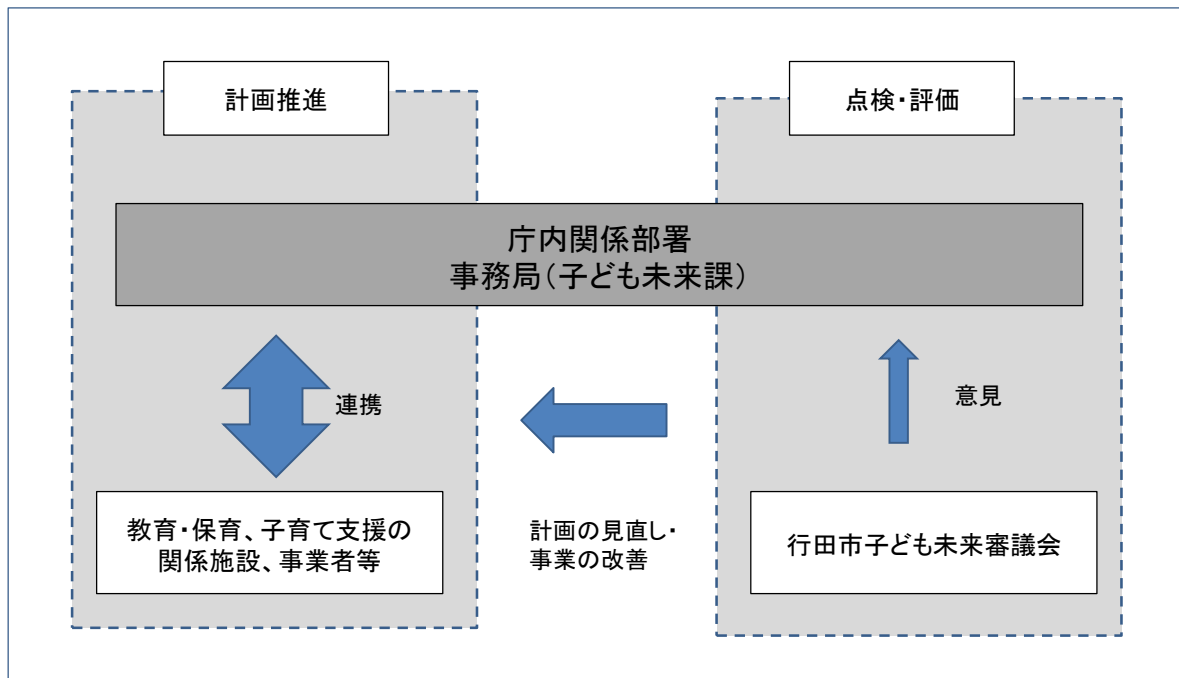 計画推進
点検・評価
庁内関係部署
事務局(子ども未来課)
連携
意見
教育・保育、子育て支援の
関係施設、事業者等
計画の見直し・
事業の改善
行田市子ども未来審議会